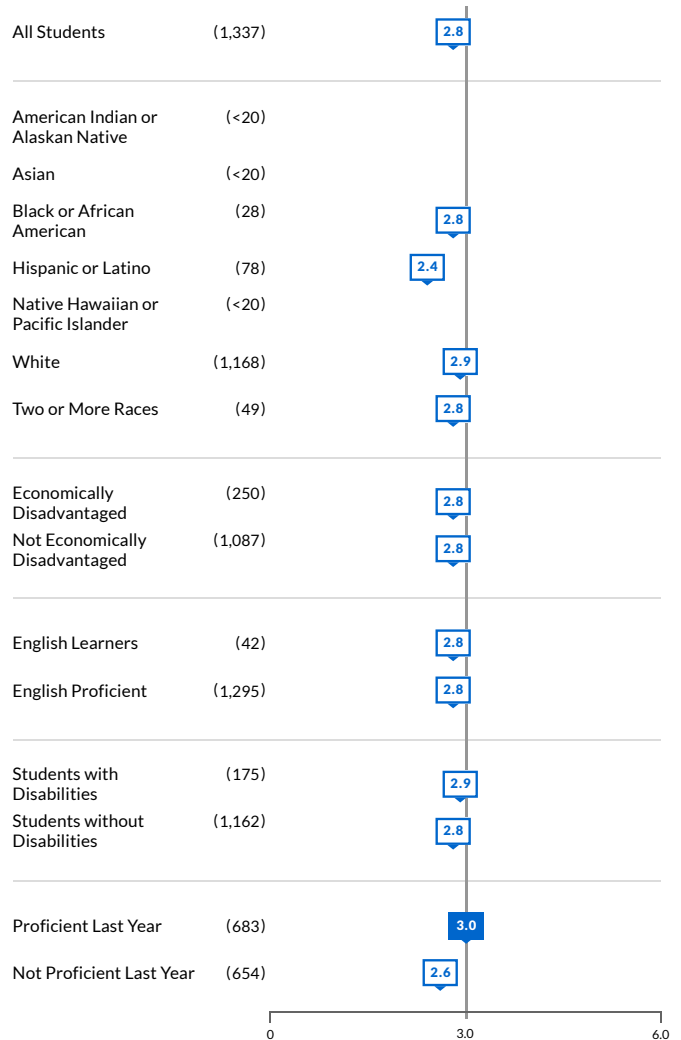 All Students (1,337) 2.8
American Indian or (<20)
Alaskan Native
Asian (<20)
Black or African (28) 2.8
American
Hispanic or Latino (78) 2.4
Native Hawaiian or (<20)
Pacific Islander
White (1,168) 2.9
Two or More Races (49) 2.8
Economically (250) 2.8
Disadvantaged
Not Economically (1,087) 2.8
Disadvantaged
English Learners (42) 2.8
English Proficient (1,295) 2.8
Students with (175) 2.9
Disabilities
Students without (1,162) 2.8
Disabilities
Proficient Last Year (683) 3.0
Not Proficient Last Year (654) 2.6
0 3.0 6.0